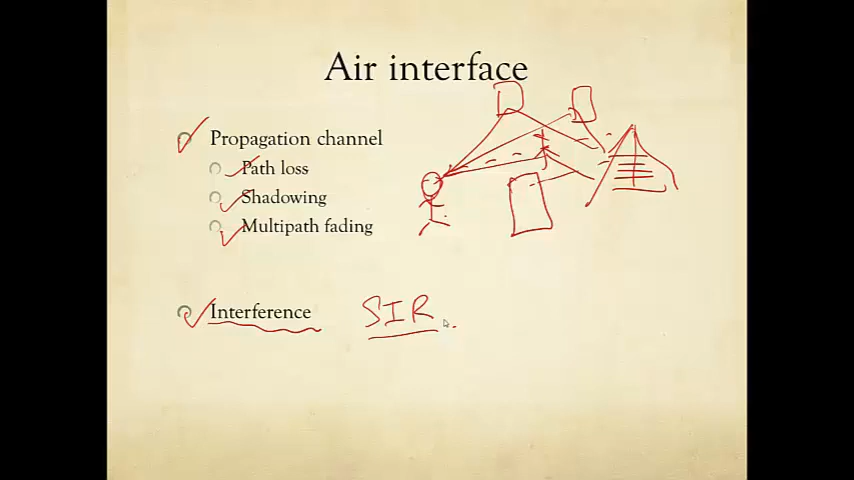 Air interface
Propagation channel
Path loss
Shadowing
Multipath fading
Interference SIR